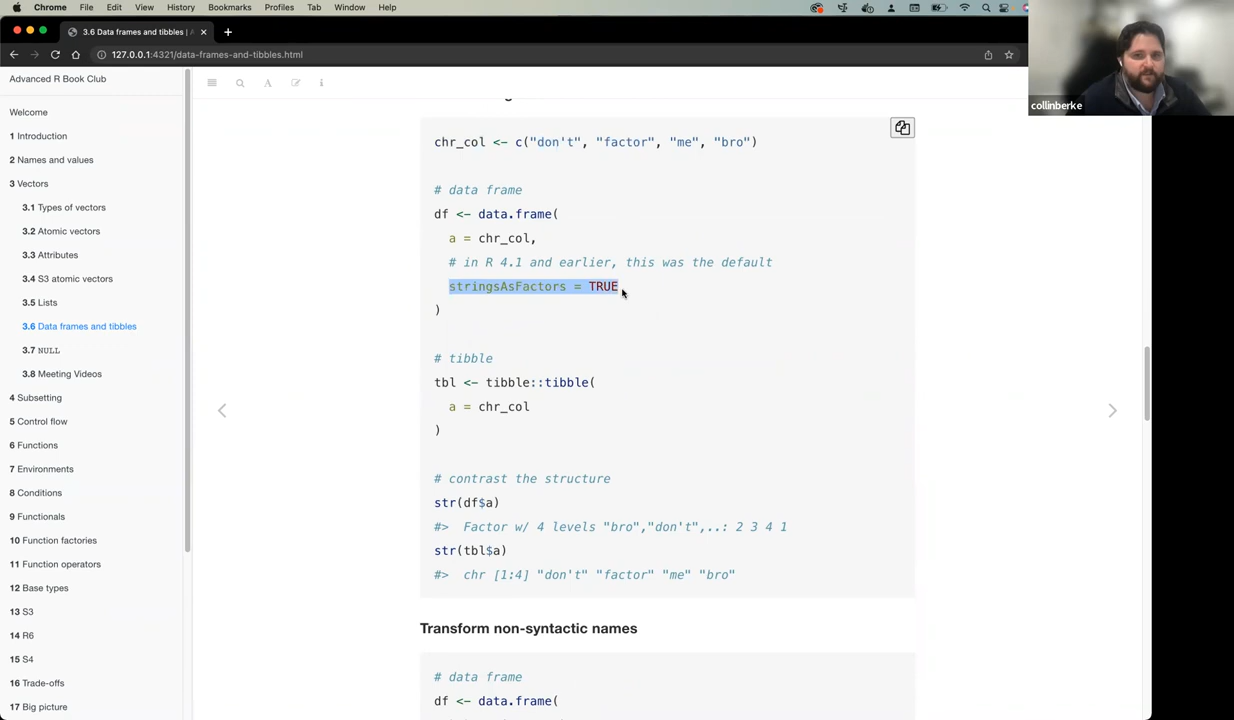 Chrome File Edit View History Bookmarks Profiles Tab Window Help
3.6 Data frames and tibbles |
127.0.0.1:4321/data-frames-and-tibbles.html
collinberke
Advanced R Book Club
Welcome
1 Introduction
2 Names and values
3 Vectors
3.1 Types of vectors
3.2 Atomic vectors
3.3 Attributes
3.4 S3 atomic vectors
3.5 Lists
3.6 Data frames and tibbles
3.7 NULL
3.8 Meeting Videos
4 Subsetting
5 Control flow
6 Functions
7 Environments
8 Conditions
9 Functionals
10 Function factories
11 Function operators
12 Base types
13 S3
14 R6
15 S4
16 Trade-offs
17 Big picture
chr_col <- c("don't", "factor", "me", "bro")
# data frame
df <- data.frame(
a = chr_col,
# in R 4.1 and earlier, this was the default
stringsAsFactors = TRUE
)
# tibble
tbl <- tibble::tibble(
a = chr_col
)
# contrast the structure
str(df$a)
#>  Factor w/ 4 levels "bro","don't",..: 2 3 4 1
str(tbl$a)
#>  chr [1:4] "don't" "factor" "me" "bro"
Transform non-syntactic names
# data frame
df <- data.frame(